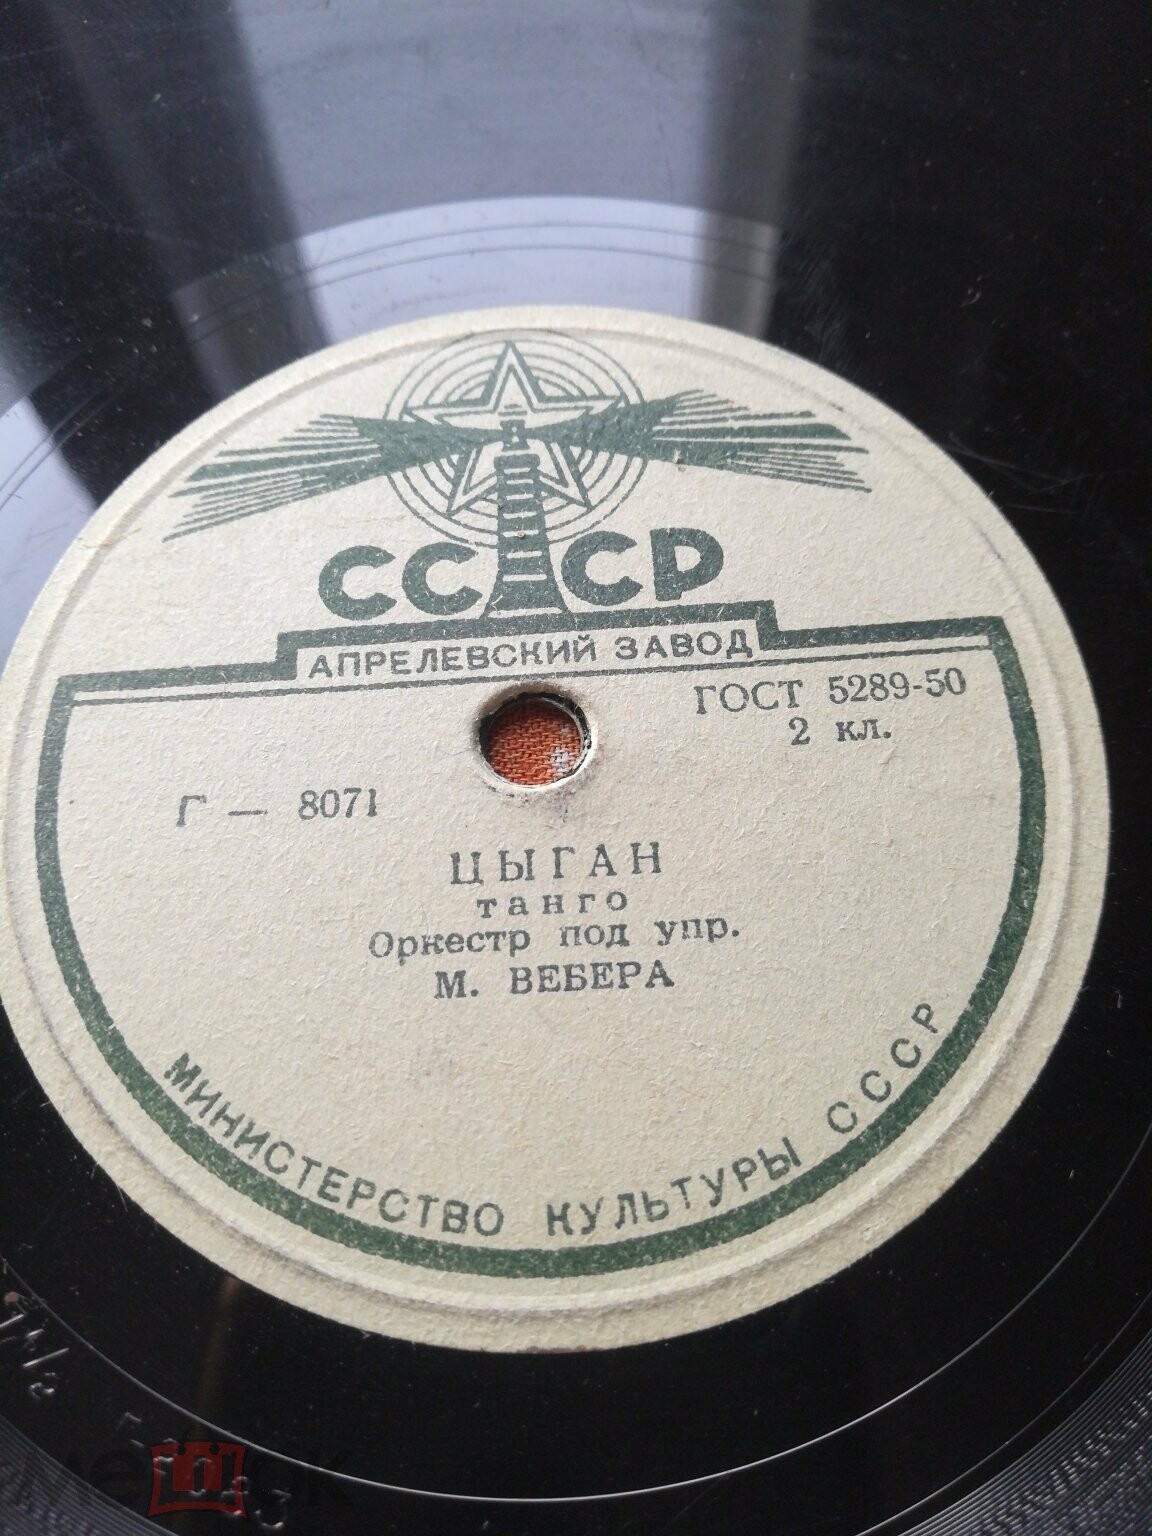 СССР
АПРЕЛЕВСКИЙ ЗАВОД
ГОСТ 5289-50
2 кл.
Г — 8071
ЦЫГАН
танго
Оркестр под упр.
М. ВЕБЕРА
МИНИСТЕРСТВО КУЛЬТУРЫ СССР